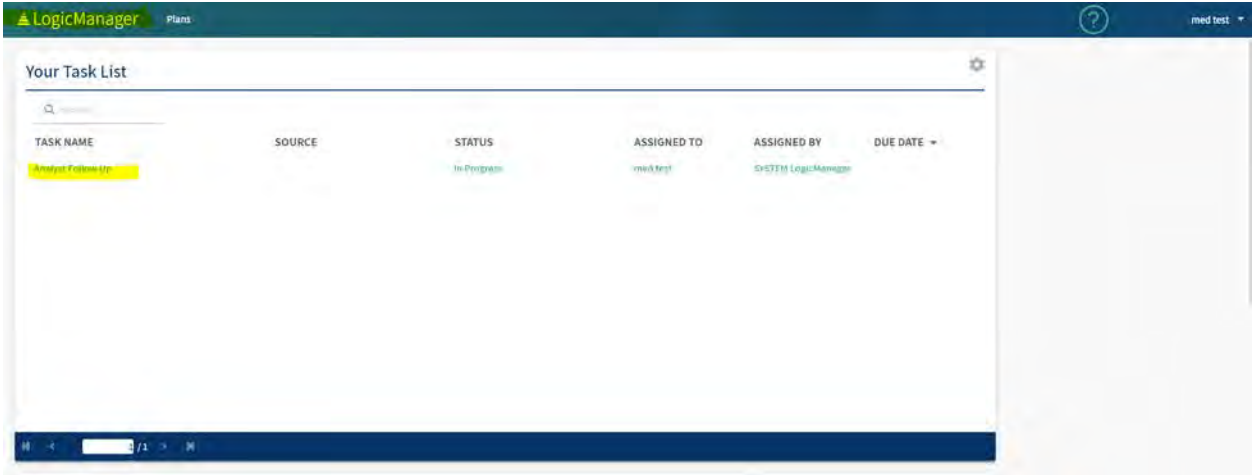 LogicManager Plans ? med test
Your Task List
TASK NAME SOURCE STATUS ASSIGNED TO ASSIGNED BY DUE DATE
Analyst Follow Up In Progress med test SYSTEM LogicManager
1 /1